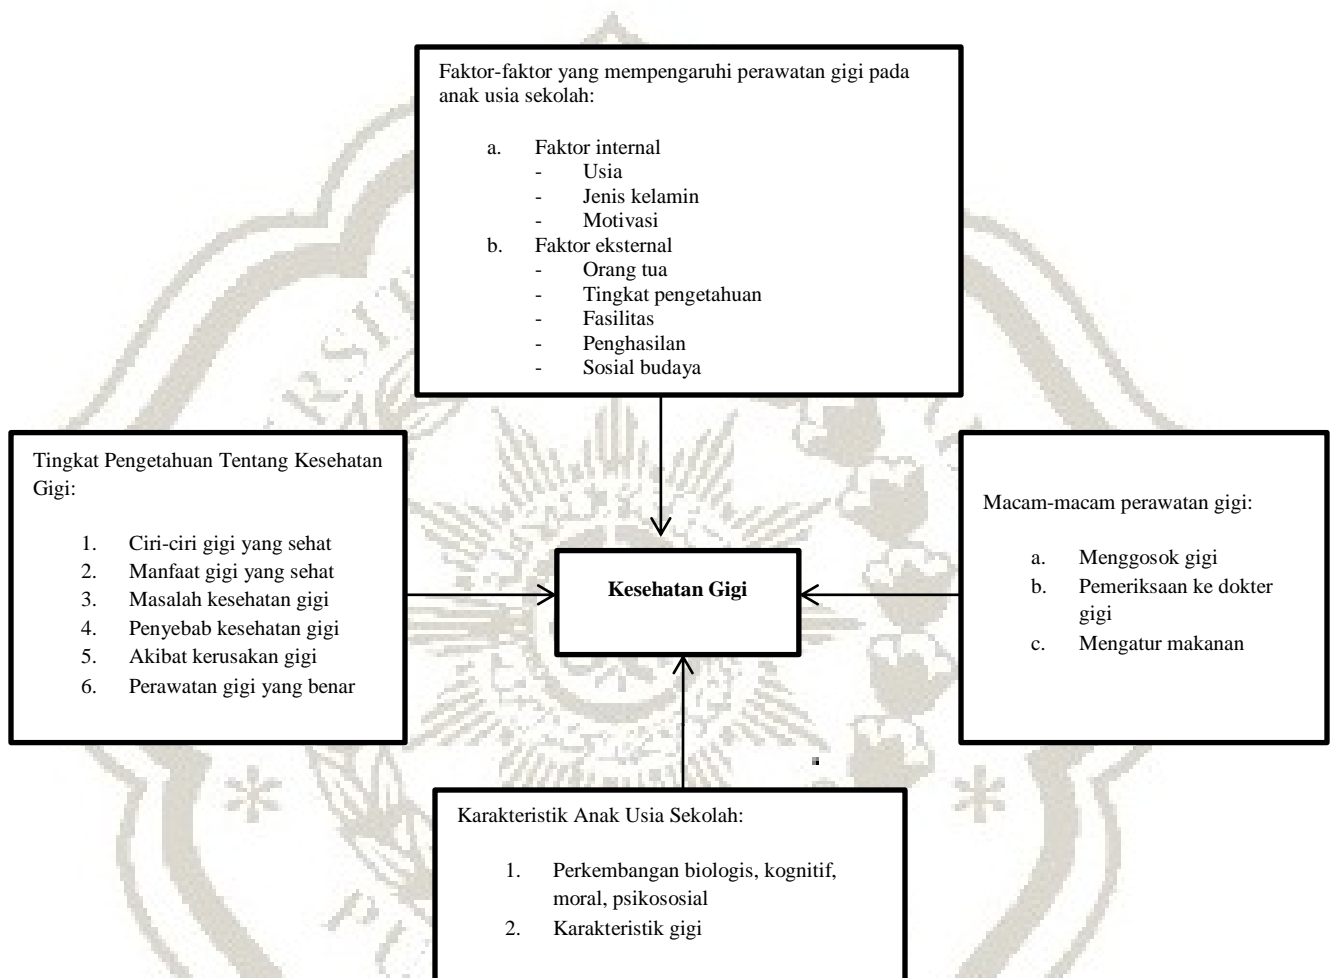 Faktor-faktor yang mempengaruhi perawatan gigi pada
anak usia sekolah:
a. Faktor internal
- Usia
- Jenis kelamin
- Motivasi
b. Faktor eksternal
- Orang tua
- Tingkat pengetahuan
- Fasilitas
- Penghasilan
- Sosial budaya
Tingkat Pengetahuan Tentang Kesehatan
Gigi:
1. Ciri-ciri gigi yang sehat
2. Manfaat gigi yang sehat
3. Masalah kesehatan gigi
4. Penyebab kesehatan gigi
5. Akibat kerusakan gigi
6. Perawatan gigi yang benar
Kesehatan Gigi
Macam-macam perawatan gigi:
a. Menggosok gigi
b. Pemeriksaan ke dokter
gigi
c. Mengatur makanan
Karakteristik Anak Usia Sekolah:
1. Perkembangan biologis, kognitif,
moral, psikososial
2. Karakteristik gigi